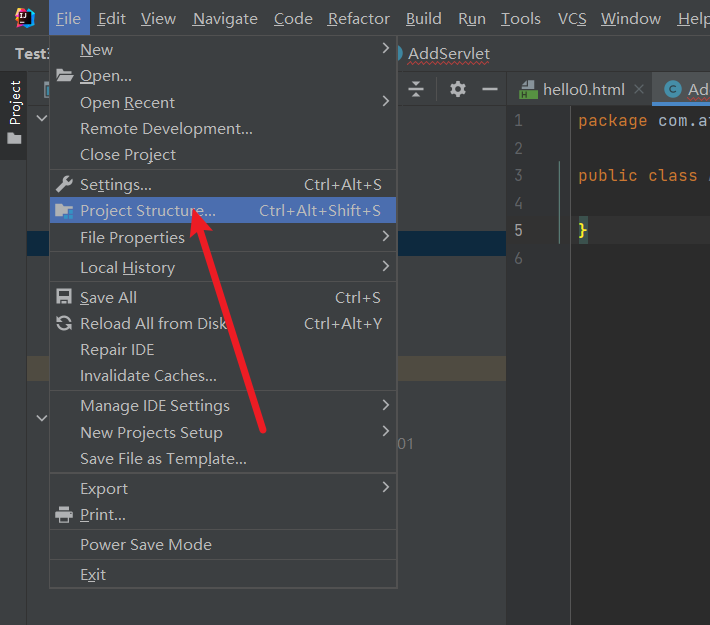 File Edit View Navigate Code Refactor Build Run Tools VCS Window Help
AddServlet
Project
hello0.html
New
Open...
Open Recent
Remote Development...
Close Project
Settings... Ctrl+Alt+S
Project Structure... Ctrl+Alt+Shift+S
File Properties
Local History
Save All Ctrl+S
Reload All from Disk Ctrl+Alt+Y
Repair IDE
Invalidate Caches...
Manage IDE Settings
New Projects Setup
Save File as Template...
Export
Print...
Power Save Mode
Exit
01
1 package com.a
2
3 public class
4
5 }
6